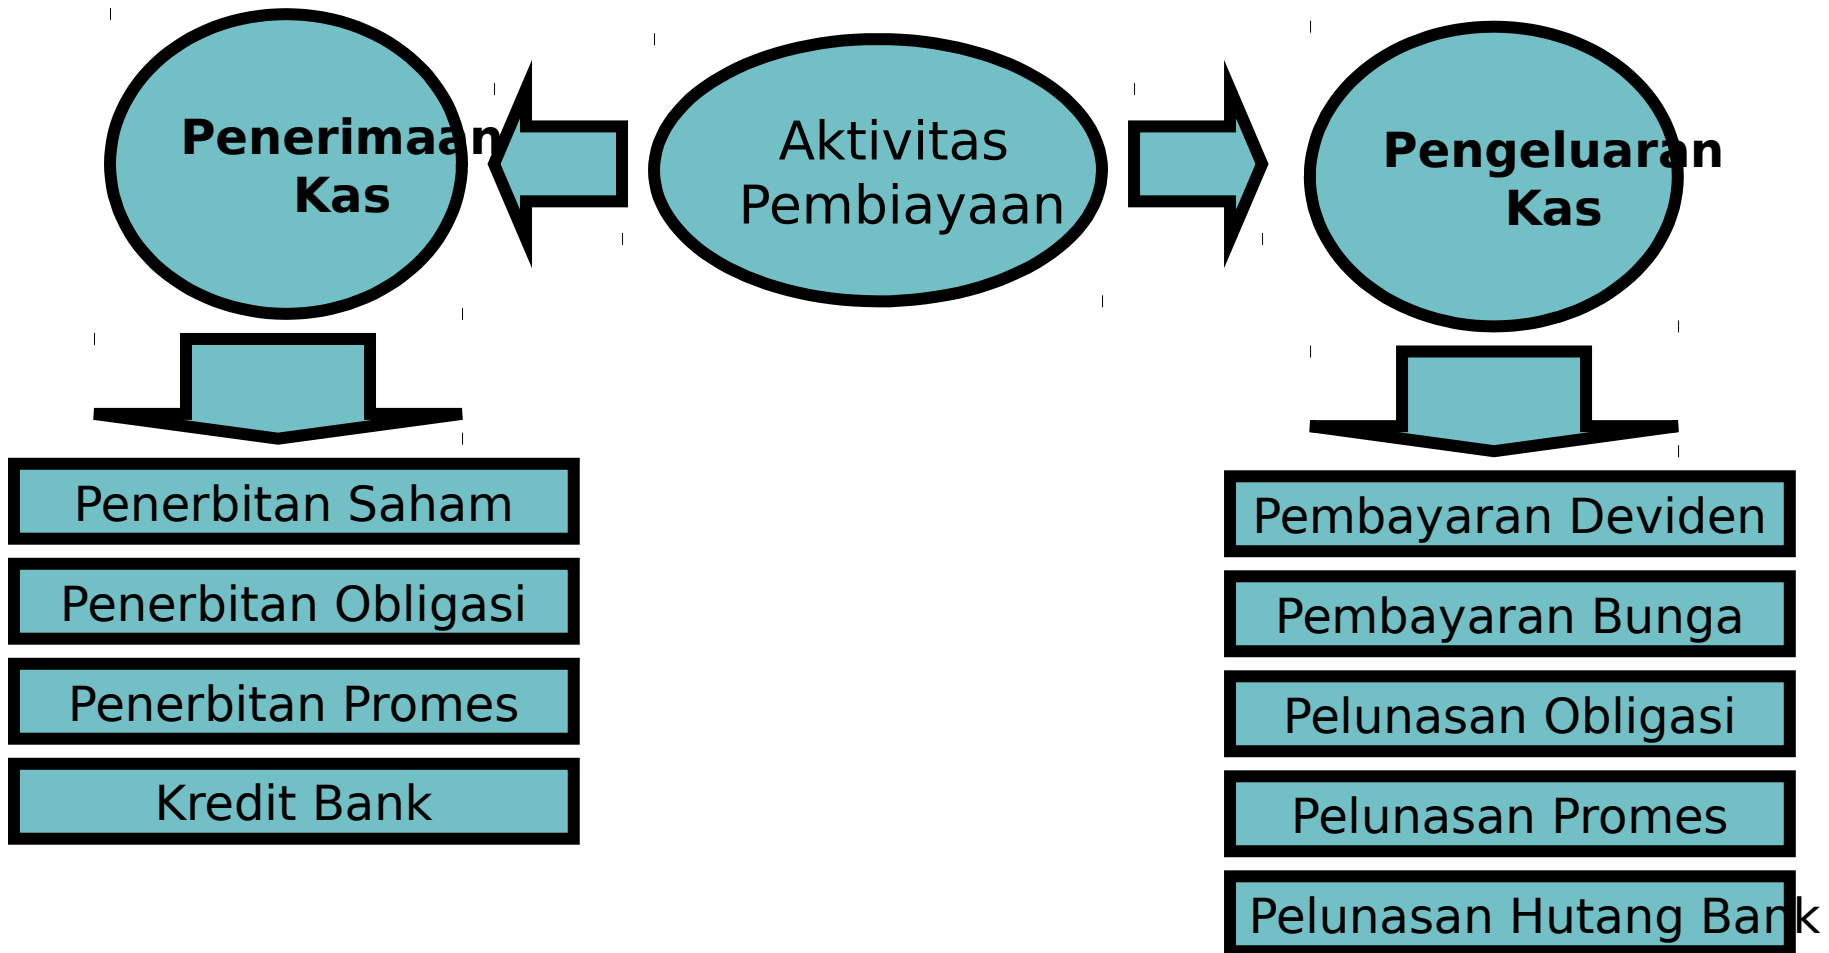 Penerimaan
Kas
Aktivitas
Pembiayaan
Pengeluaran
Kas
Penerbitan Saham
Penerbitan Obligasi
Penerbitan Promes
Kredit Bank
Pembayaran Deviden
Pembayaran Bunga
Pelunasan Obligasi
Pelunasan Promes
Pelunasan Hutang Bank